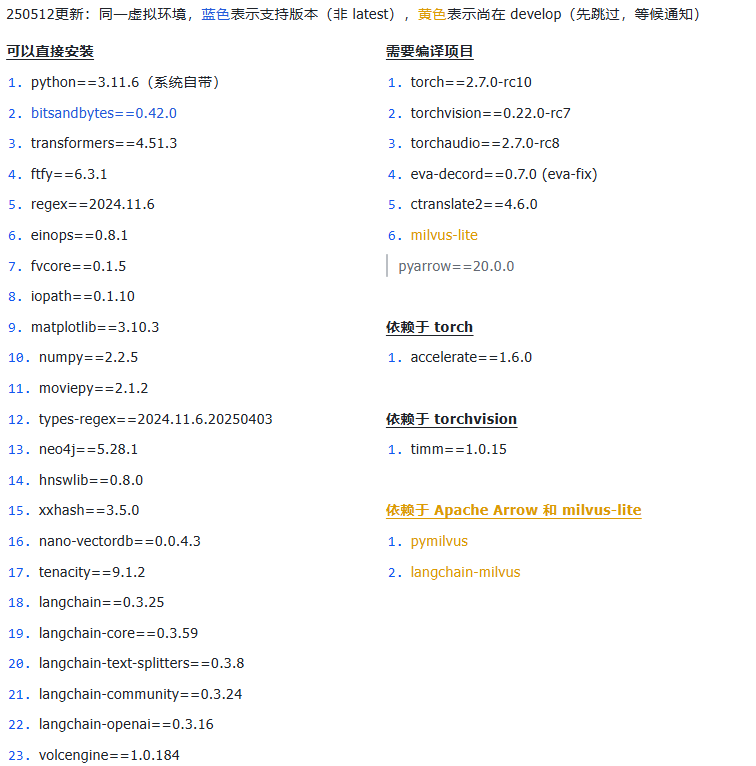 250512更新：同一虚拟环境，蓝色表示支持版本（非 latest），黄色表示尚在 develop（先跳过，等候通知）
可以直接安装
1. python==3.11.6（系统自带）
2. bitsandbytes==0.42.0
3. transformers==4.51.3
4. ftfy==6.3.1
5. regex==2024.11.6
6. einops==0.8.1
7. fvcore==0.1.5
8. iopath==0.1.10
9. matplotlib==3.10.3
10. numpy==2.2.5
11. moviepy==2.1.2
12. types-regex==2024.11.6.20250403
13. neo4j==5.28.1
14. hnswlib==0.8.0
15. xxhash==3.5.0
16. nano-vectordb==0.0.4.3
17. tenacity==9.1.2
18. langchain==0.3.25
19. langchain-core==0.3.59
20. langchain-text-splitters==0.3.8
21. langchain-community==0.3.24
22. langchain-openai==0.3.16
23. volcengine==1.0.184
需要编译项目
1. torch==2.7.0-rc10
2. torchvision==0.22.0-rc7
3. torchaudio==2.7.0-rc8
4. eva-decord==0.7.0 (eva-fix)
5. ctranslate2==4.6.0
6. milvus-lite
pyarrow==20.0.0
依赖于 torch
1. accelerate==1.6.0
依赖于 torchvision
1. timm==1.0.15
依赖于 Apache Arrow 和 milvus-lite
1. pymilvus
2. langchain-milvus